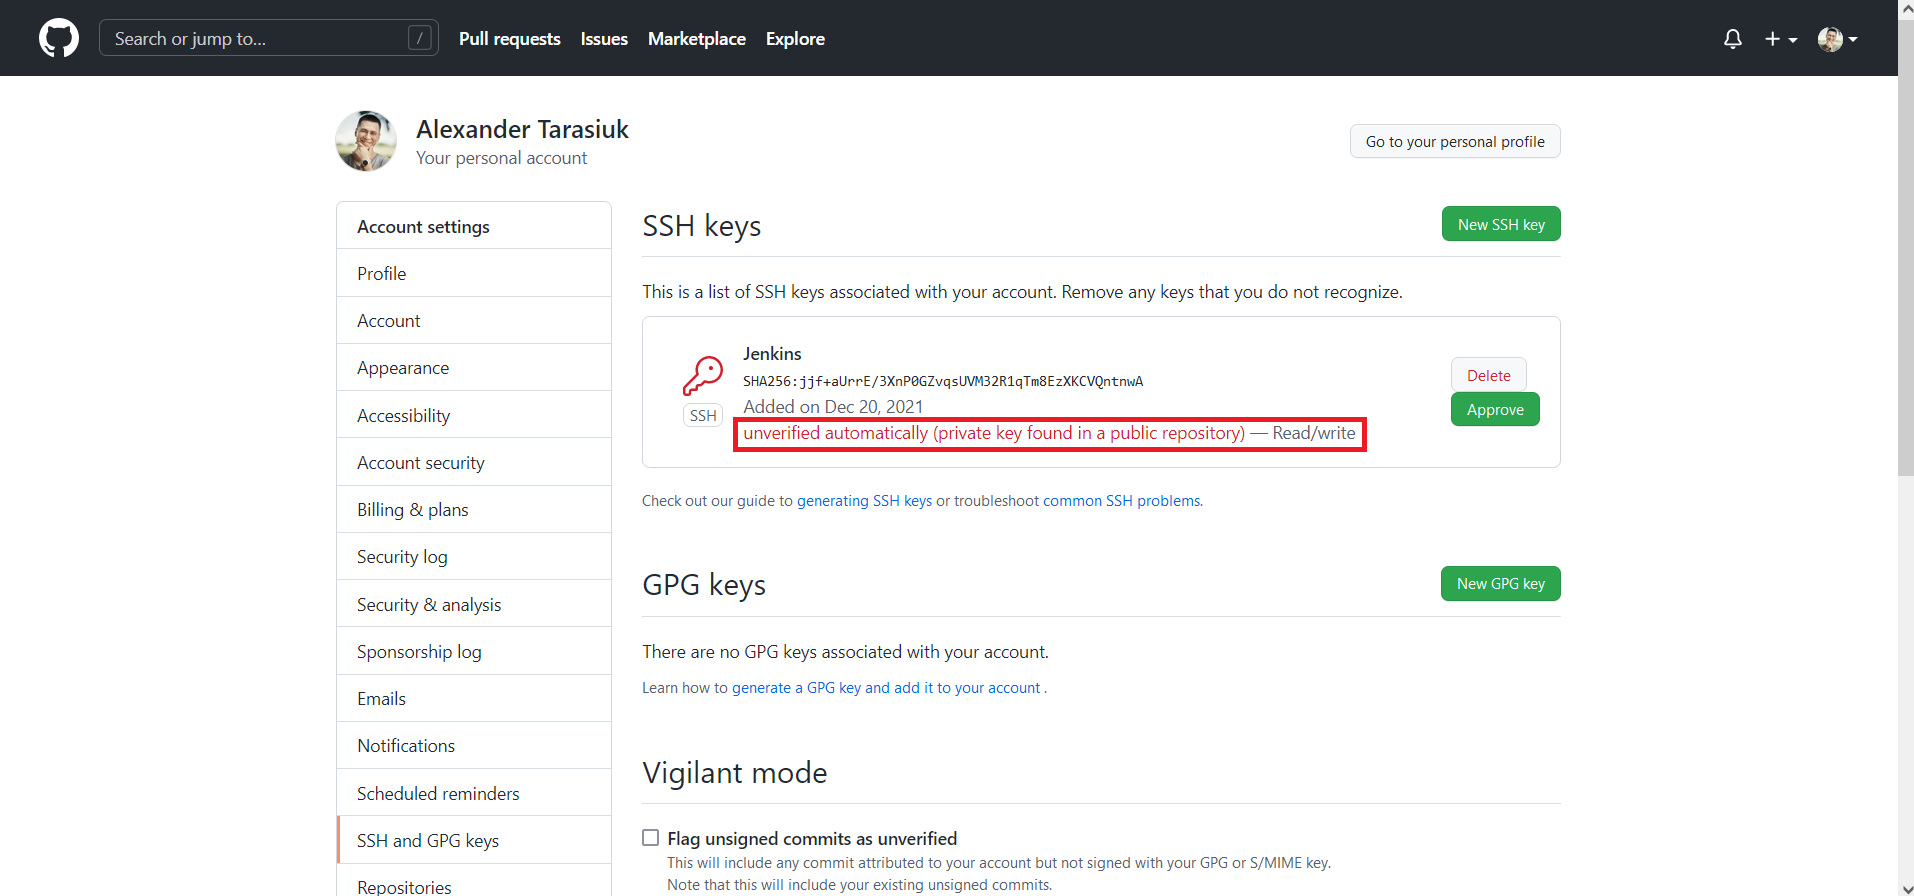 Search or jump to...
/
Pull requests
Issues
Marketplace
Explore
Alexander Tarasiuk
Your personal account
Go to your personal profile
Account settings
Profile
Account
Appearance
Accessibility
Account security
Billing & plans
Security log
Security & analysis
Sponsorship log
Emails
Notifications
Scheduled reminders
SSH and GPG keys
Repositories
SSH keys
New SSH key
This is a list of SSH keys associated with your account. Remove any keys that you do not recognize.
Jenkins
SHA256:jjf+aUrrE/3XnP0GZvqsUVM32R1qTm8EzXKCVQntnwA
Added on Dec 20, 2021
unverified automatically (private key found in a public repository) — Read/write
SSH
Delete
Approve
Check out our guide to generating SSH keys or troubleshoot common SSH problems.
GPG keys
New GPG key
There are no GPG keys associated with your account.
Learn how to generate a GPG key and add it to your account .
Vigilant mode
Flag unsigned commits as unverified
This will include any commit attributed to your account but not signed with your GPG or S/MIME key.
Note that this will include your existing unsigned commits.